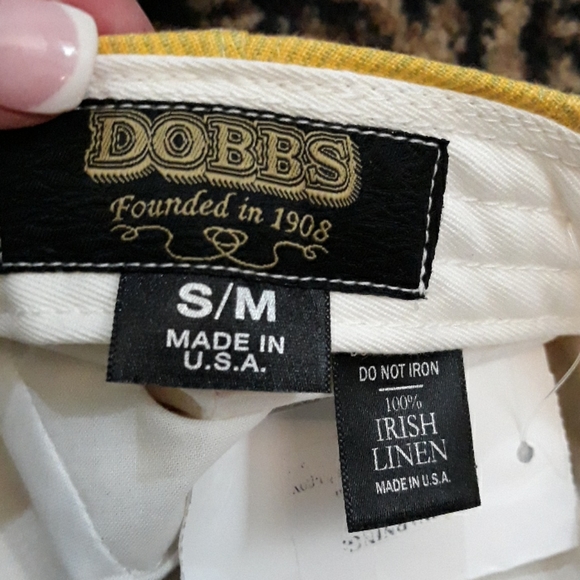 DOBBS
Founded in 1908
S/M
MADE IN
U.S.A.
DO NOT IRON
100%
IRISH
LINEN
MADE IN U.S.A.